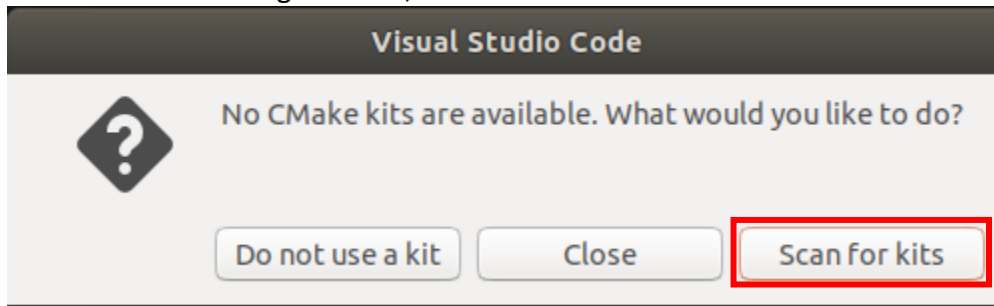 Visual Studio Code
No CMake kits are available. What would you like to do?
?
Do not use a kit
Close
Scan for kits